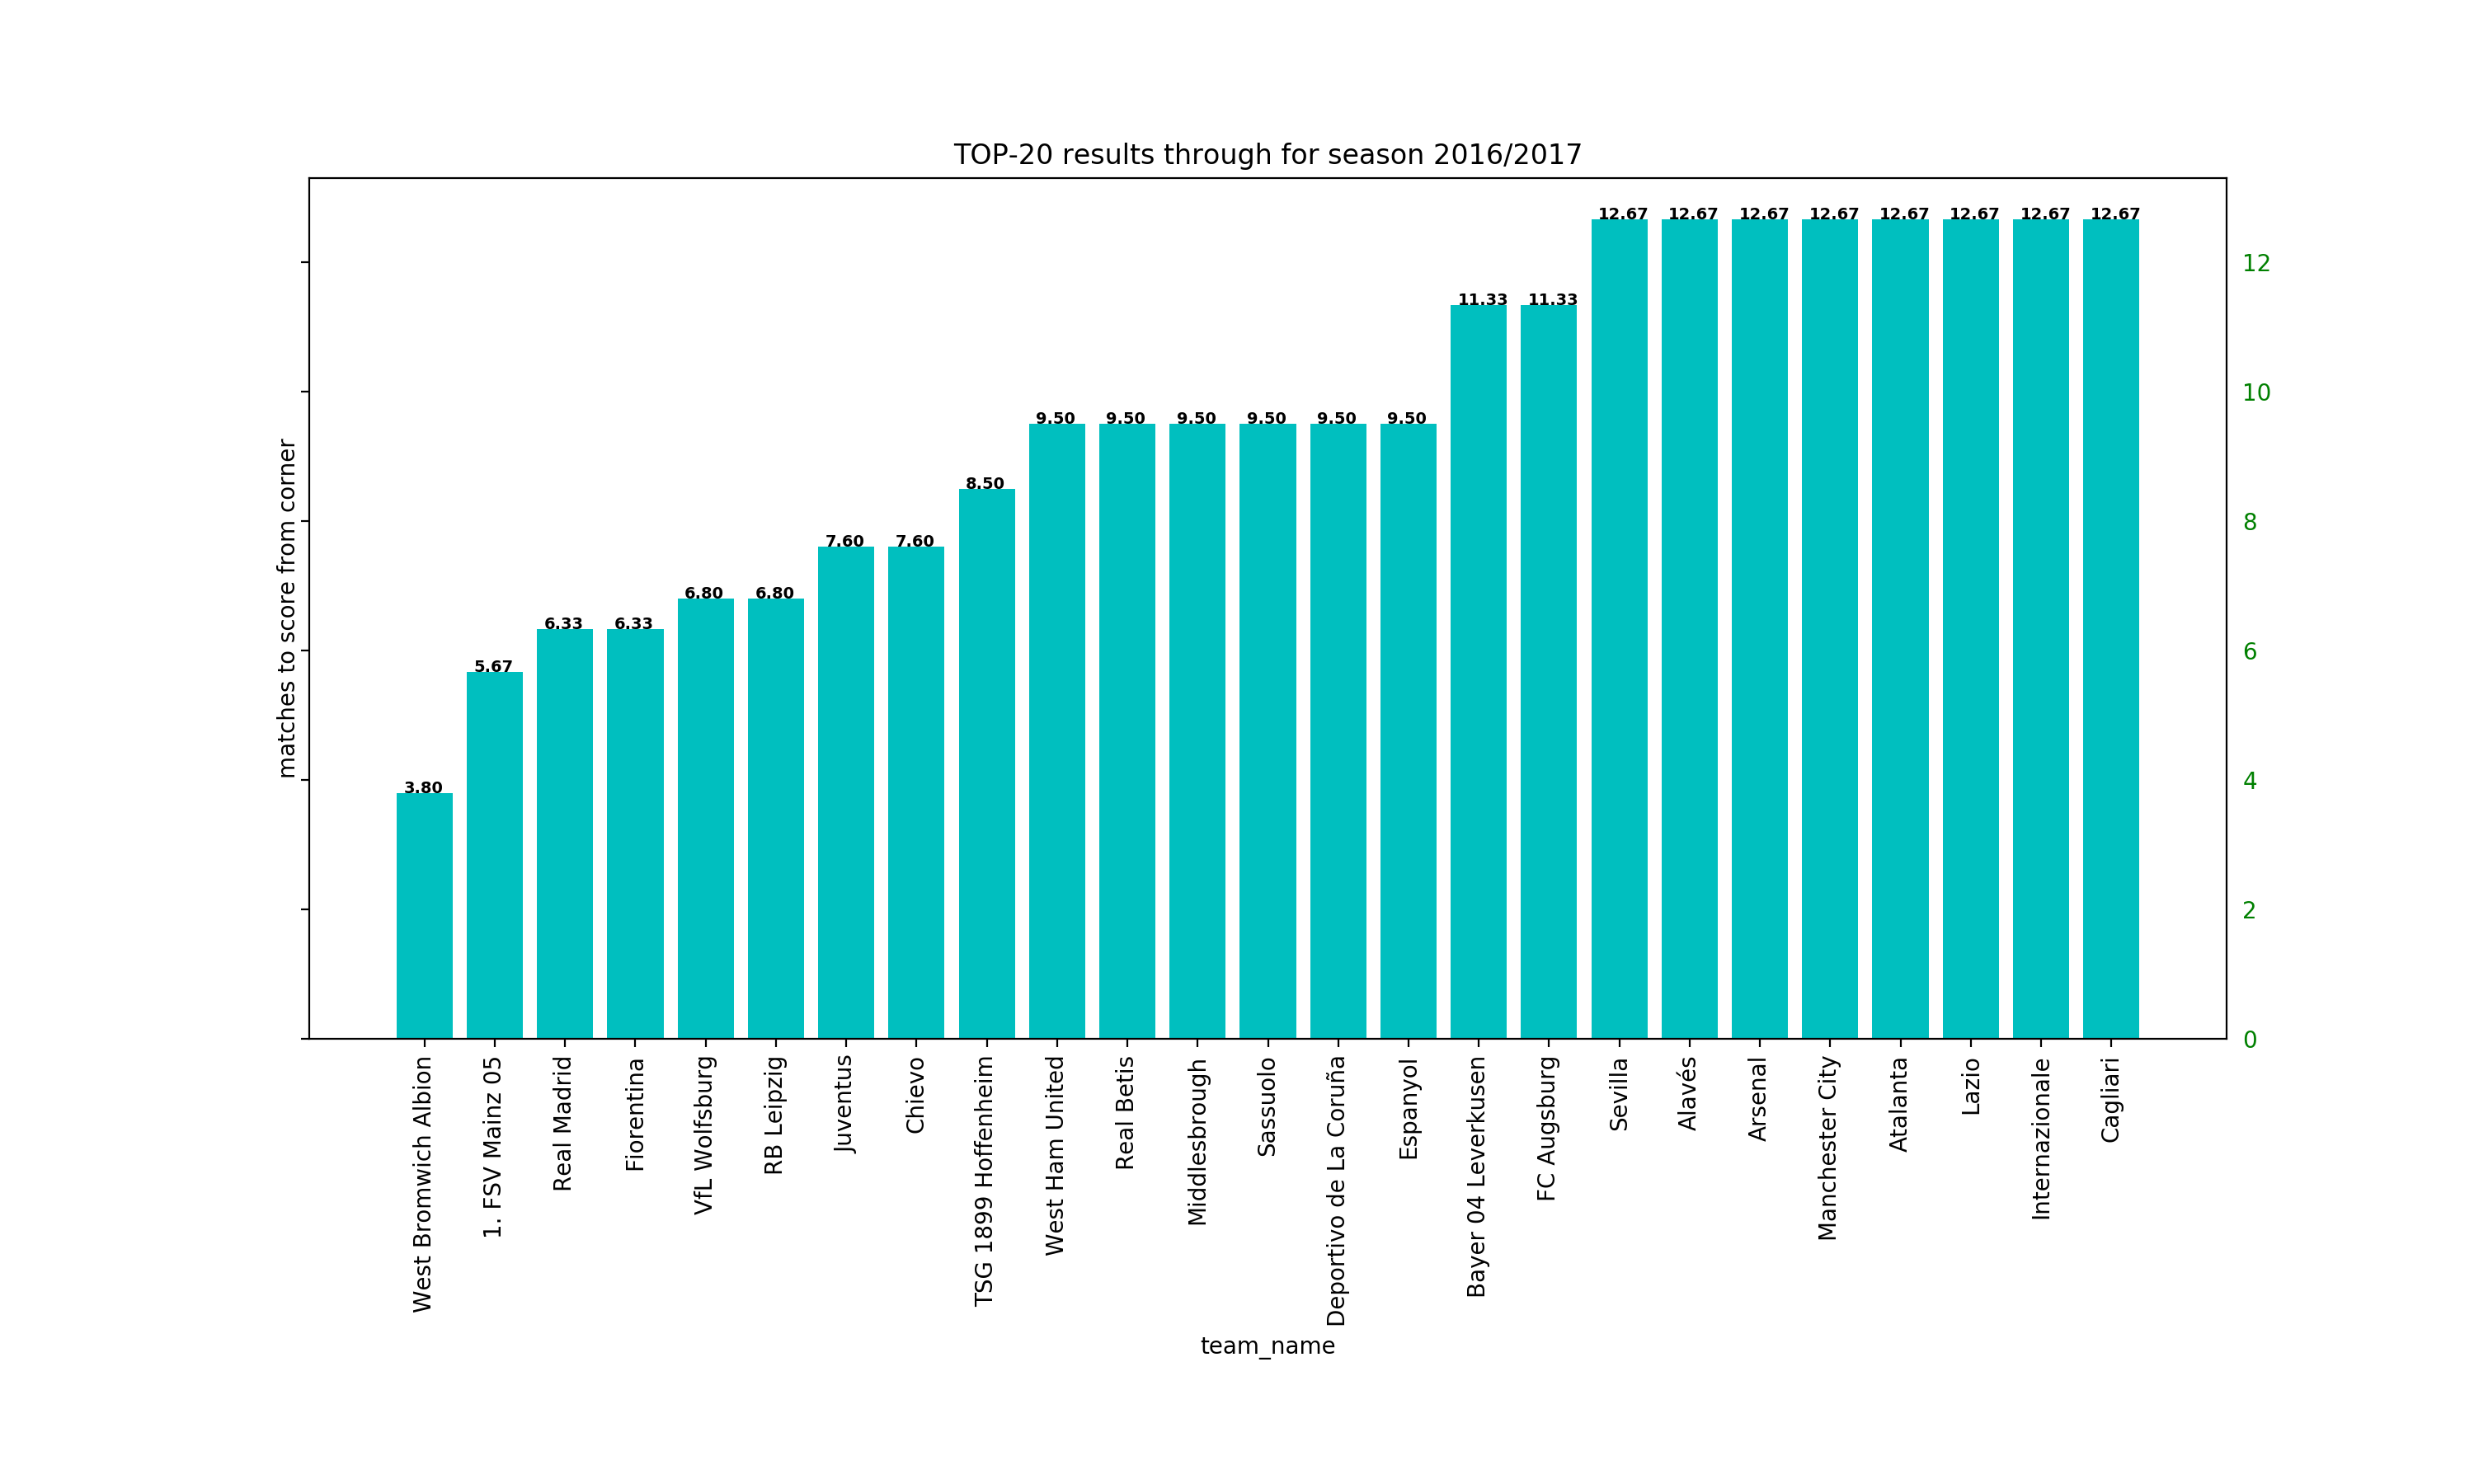 TOP-20 results through for season 2016/2017
matches to score from corner
3.80
5.67
6.33
6.33
6.80
6.80
7.60
7.60
8.50
9.50
9.50
9.50
9.50
9.50
9.50
11.33
11.33
12.67
12.67
12.67
12.67
12.67
12.67
12.67
12.67
12
10
8
6
4
2
0
West Bromwich Albion
1. FSV Mainz 05
Real Madrid
Fiorentina
VfL Wolfsburg
RB Leipzig
Juventus
Chievo
TSG 1899 Hoffenheim
West Ham United
Real Betis
Middlesbrough
Sassuolo
Deportivo de La Coruña
Espanyol
Bayer 04 Leverkusen
FC Augsburg
Sevilla
Alavés
Arsenal
Manchester City
Atalanta
Lazio
Internazionale
Cagliari
team_name